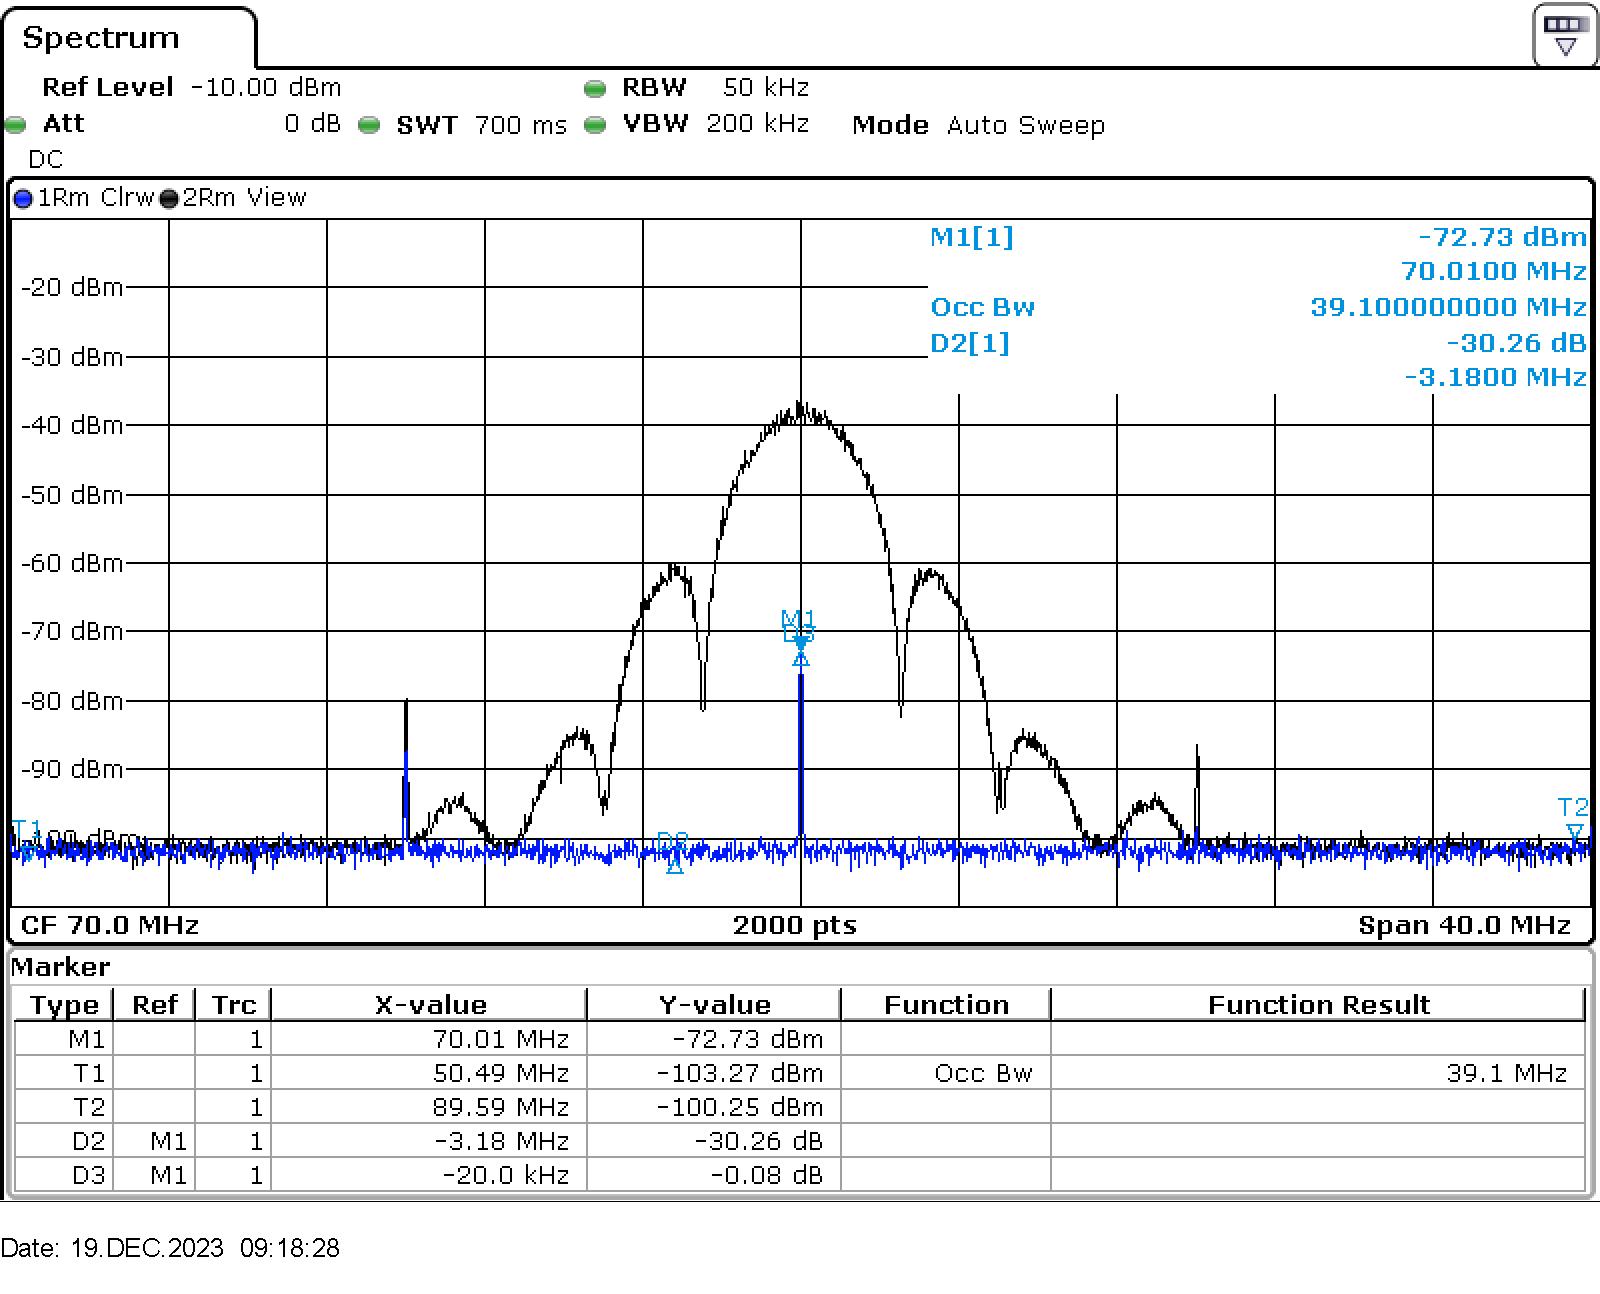 Spectrum
Ref Level -10.00 dBm RBW 50 kHz
Att 0 dB SWT 700 ms VBW 200 kHz Mode Auto Sweep
DC
1Rm Clrw 2Rm View
M1[1] -72.73 dBm
70.0100 MHz
-20 dBm
Occ Bw 39.100000000 MHz
D2[1] -30.26 dB
-30 dBm
-3.1800 MHz
-40 dBm
-50 dBm
-60 dBm
M1
-70 dBm
D3
-80 dBm
-90 dBm
T2
T1
-100 dBm
D2
CF 70.0 MHz 2000 pts Span 40.0 MHz
Marker
Type Ref Trc X-value Y-value Function Function Result
M1 1 70.01 MHz -72.73 dBm
T1 1 50.49 MHz -103.27 dBm Occ Bw 39.1 MHz
T2 1 89.59 MHz -100.25 dBm
D2 M1 1 -3.18 MHz -30.26 dB
D3 M1 1 -20.0 kHz -0.08 dB
Date: 19.DEC.2023 09:18:28